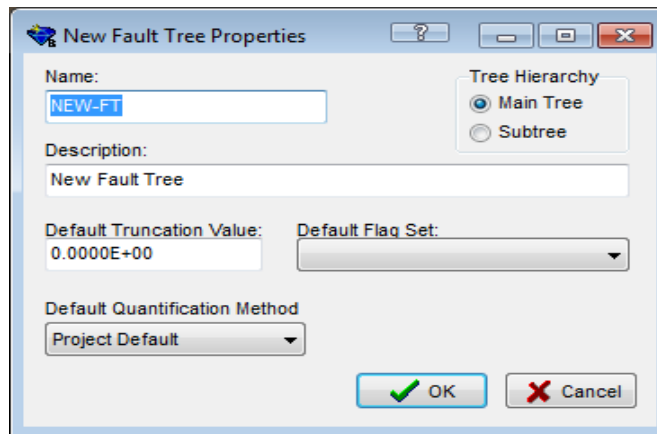 New Fault Tree Properties
Name:
NEW-FT
Tree Hierarchy
Main Tree
Subtree
Description:
New Fault Tree
Default Truncation Value:
Default Flag Set:
0.0000E+00
Default Quantification Method
Project Default
OK
Cancel